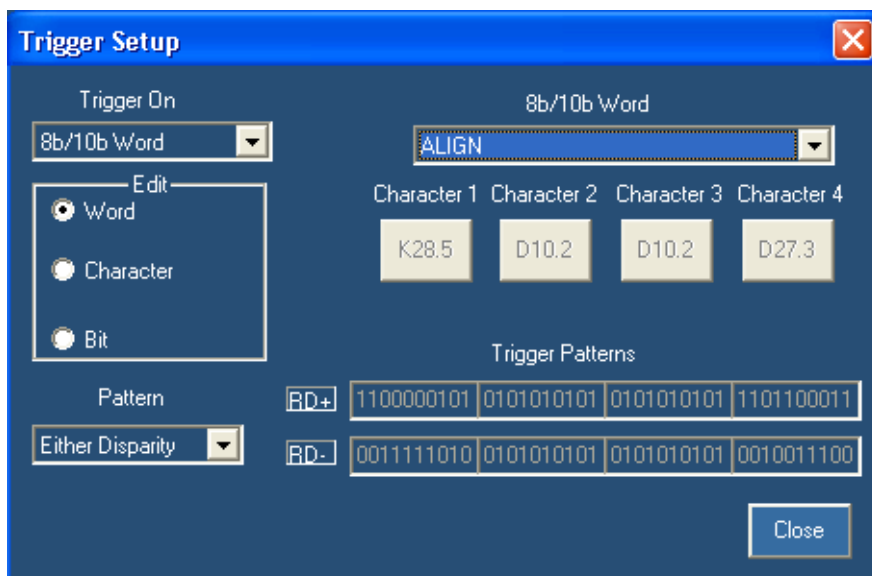 Trigger Setup
Trigger On
8b/10b Word
8b/10b Word
ALIGN
Edit
Word
Character
Bit
Character 1 Character 2 Character 3 Character 4
K28.5 D10.2 D10.2 D27.3
Trigger Patterns
Pattern
Either Disparity
RD+ 1100000101 0101010101 0101010101 1101100011
RD- 0011111010 0101010101 0101010101 0010011100
Close